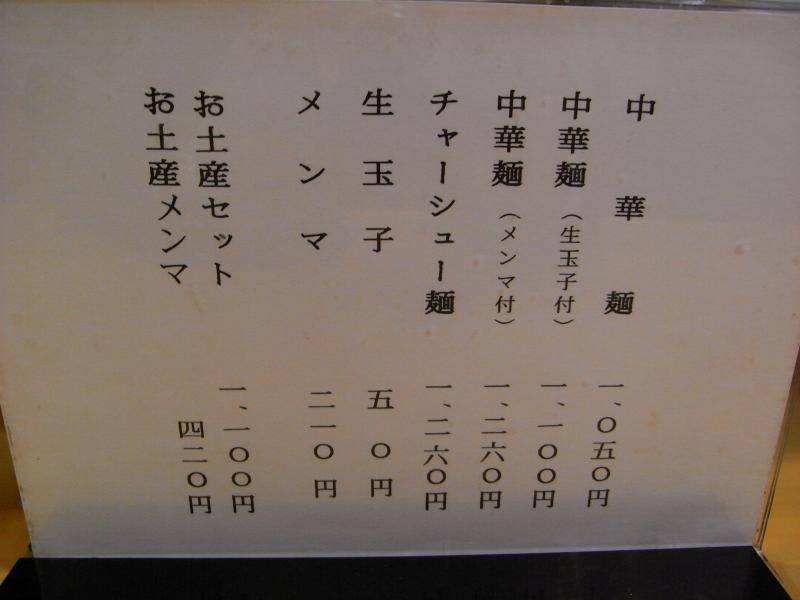 中華麺 一、〇五〇円
中華麺（生玉子付） 一、一〇〇円
中華麺（メンマ付） 一、二六〇円
チャーシュー麺 一、二六〇円
生玉子 五〇円
メンマ 二一〇円
お土産セット 一、一〇〇円
お土産メンマ 四二〇円